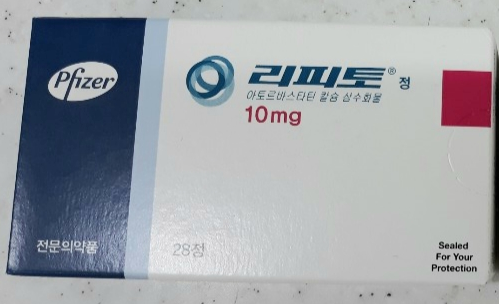 Pfizer
리피토® 정
아토르바스타틴 칼슘 삼수화물
10mg
전문의약품
28정
Sealed
For Your
Protection